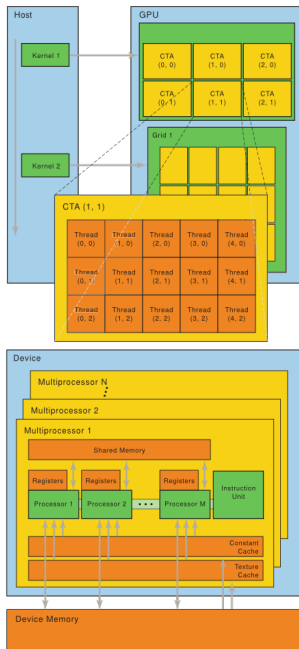 Host
GPU
Kernel 1
CTA
(0, 0)
CTA
(1, 0)
CTA
(2, 0)
CTA
(0, 1)
CTA
(1, 1)
CTA
(2, 1)
Grid 1
Kernel 2
CTA (1, 1)
Thread
(0, 0)
Thread
(1, 0)
Thread
(2, 0)
Thread
(3, 0)
Thread
(4, 0)
Thread
(0, 1)
Thread
(1, 1)
Thread
(2, 1)
Thread
(3, 1)
Thread
(4, 1)
Thread
(0, 2)
Thread
(1, 2)
Thread
(2, 2)
Thread
(3, 2)
Thread
(4, 2)
Device
Multiprocessor N
Multiprocessor 2
Multiprocessor 1
Shared Memory
Registers
Registers
Registers
Processor 1
Processor 2
• • •
Processor M
Instruction
Unit
Constant
Cache
Texture
Cache
Device Memory